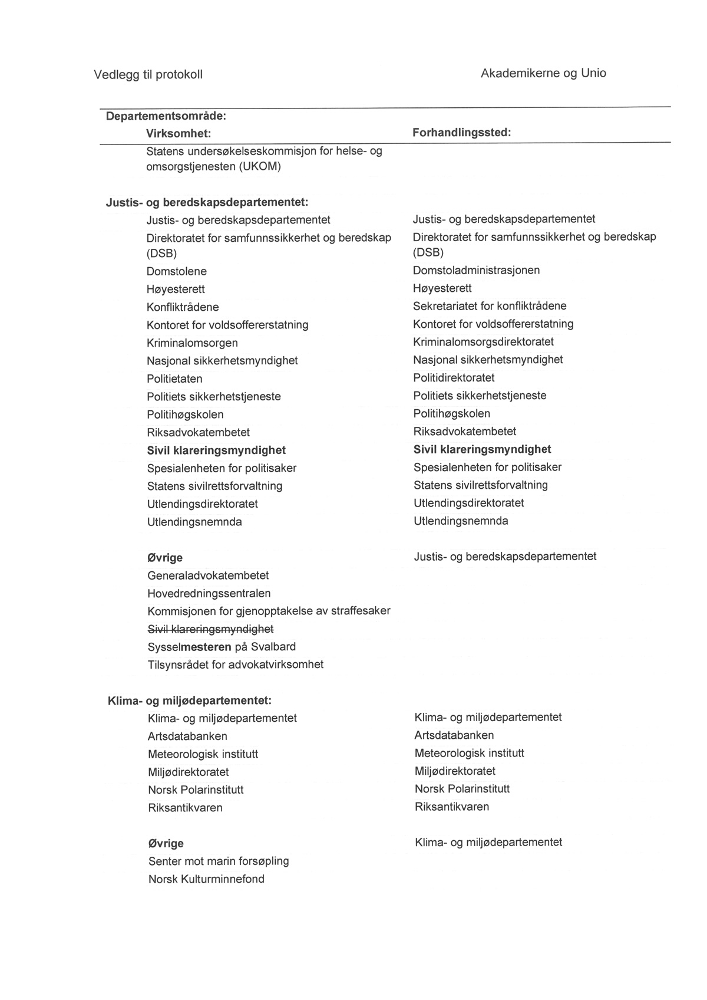 Vedlegg til protokoll Akademikerne og Unio
Departementsområde:
Virksomhet: Forhandlingssted:
Statens undersøkelseskommisjon for helse- og
omsorgstjenesten (UKOM)
Justis- og beredskapsdepartementet:
Justis- og beredskapsdepartementet Justis- og beredskapsdepartementet
Direktoratet for samfunnssikkerhet og beredskap Direktoratet for samfunnssikkerhet og beredskap
(DSB) (DSB)
Domstolene Domstoladministrasjonen
Høyesterett Høyesterett
Konfliktrådene Sekretariatet for konfliktrådene
Kontoret for voldsoffererstatning Kontoret for voldsoffererstatning
Kriminalomsorgen Kriminalomsorgsdirektoratet
Nasjonal sikkerhetsmyndighet Nasjonal sikkerhetsmyndighet
Politietaten Politidirektoratet
Politiets sikkerhetstjeneste Politiets sikkerhetstjeneste
Politihøgskolen Politihøgskolen
Riksadvokatembetet Riksadvokatembetet
Sivil klareringsmyndighet Sivil klareringsmyndighet
Spesialenheten for politisaker Spesialenheten for politisaker
Statens sivilrettsforvaltning Statens sivilrettsforvaltning
Utlendingsdirektoratet Utlendingsdirektoratet
Utlendingsnemnda Utlendingsnemnda
Øvrige Justis- og beredskapsdepartementet
Generaladvokatembetet
Hovedredningssentralen
Kommisjonen for gjenopptakelse av straffesaker
Sivil klareringsmyndighet
Sysselmesteren på Svalbard
Tilsynsrådet for advokatvirksomhet
Klima- og miljødepartementet:
Klima- og miljødepartementet Klima- og miljødepartementet
Artsdatabanken Artsdatabanken
Meteorologisk institutt Meteorologisk institutt
Miljødirektoratet Miljødirektoratet
Norsk Polarinstitutt Norsk Polarinstitutt
Riksantikvaren Riksantikvaren
Øvrige Klima- og miljødepartementet
Senter mot marin forsøpling
Norsk Kulturminnefond